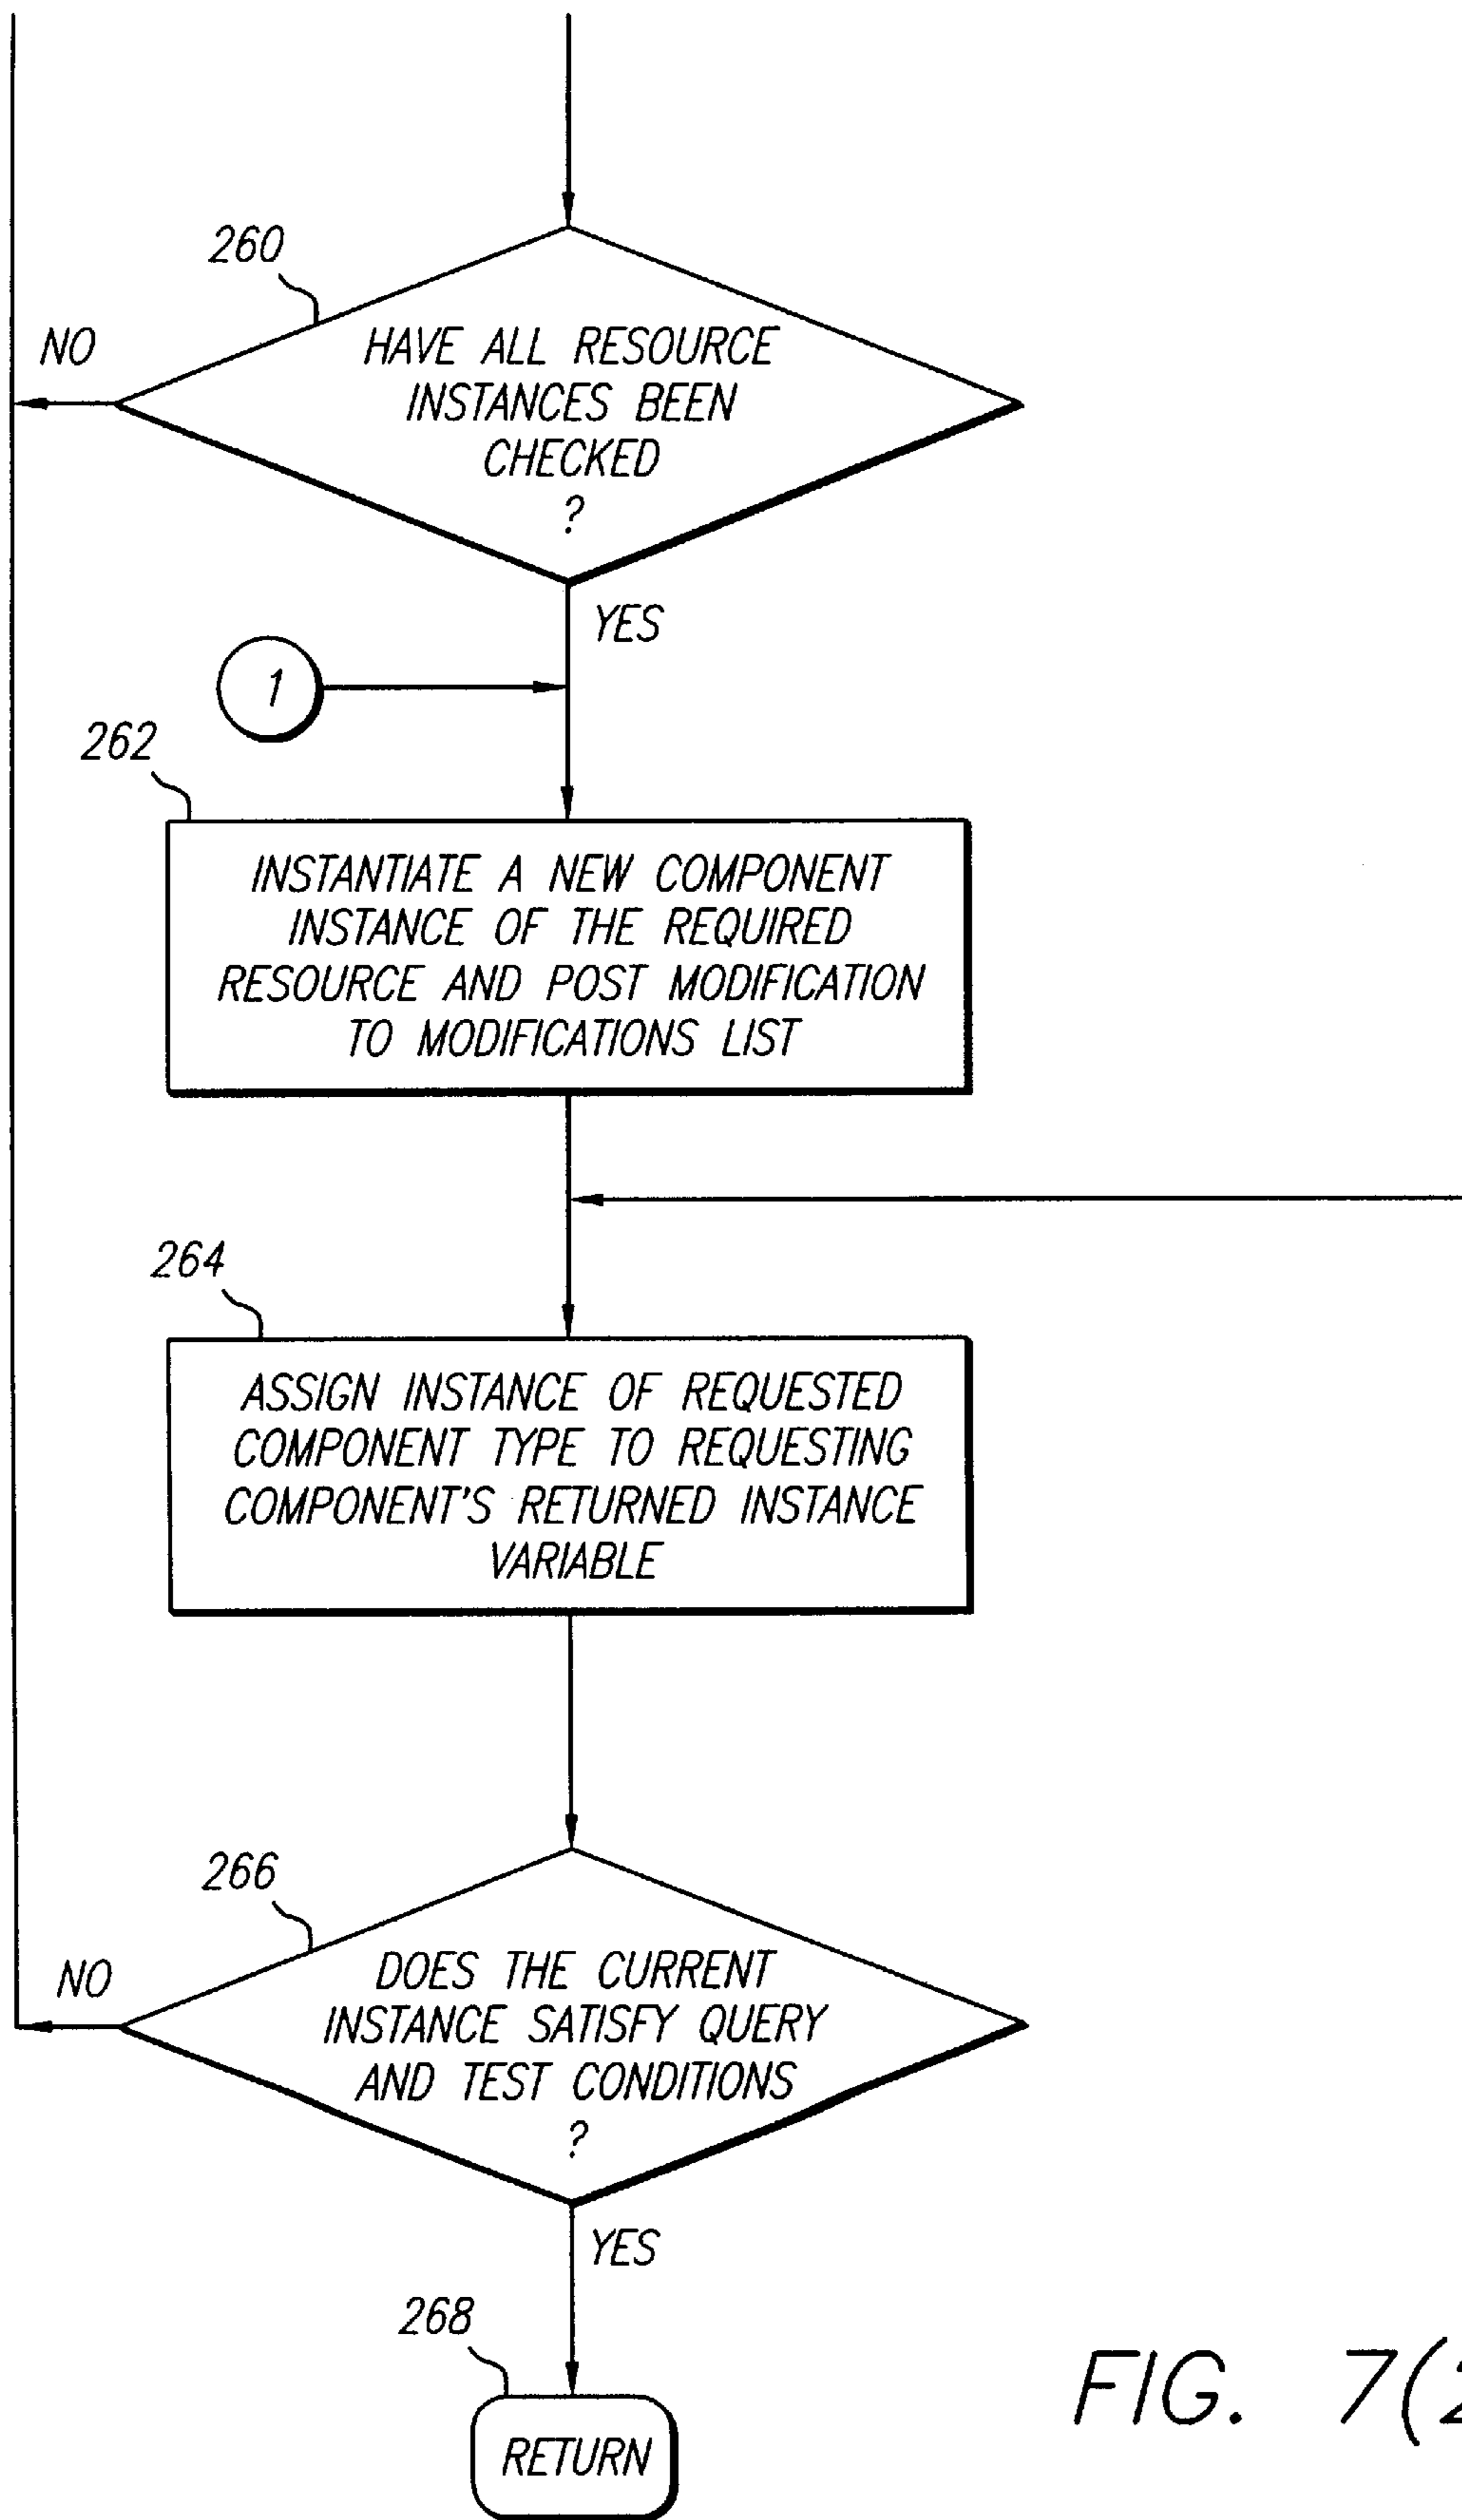 260
NO
HAVE ALL RESOURCE
INSTANCES BEEN
CHECKED
?
YES
1
262
INSTANTIATE A NEW COMPONENT
INSTANCE OF THE REQUIRED
RESOURCE AND POST MODIFICATION
TO MODIFICATIONS LIST
264
ASSIGN INSTANCE OF REQUESTED
COMPONENT TYPE TO REQUESTING
COMPONENT'S RETURNED INSTANCE
VARIABLE
266
NO
DOES THE CURRENT
INSTANCE SATISFY QUERY
AND TEST CONDITIONS
?
YES
268
RETURN
FIG. 7(